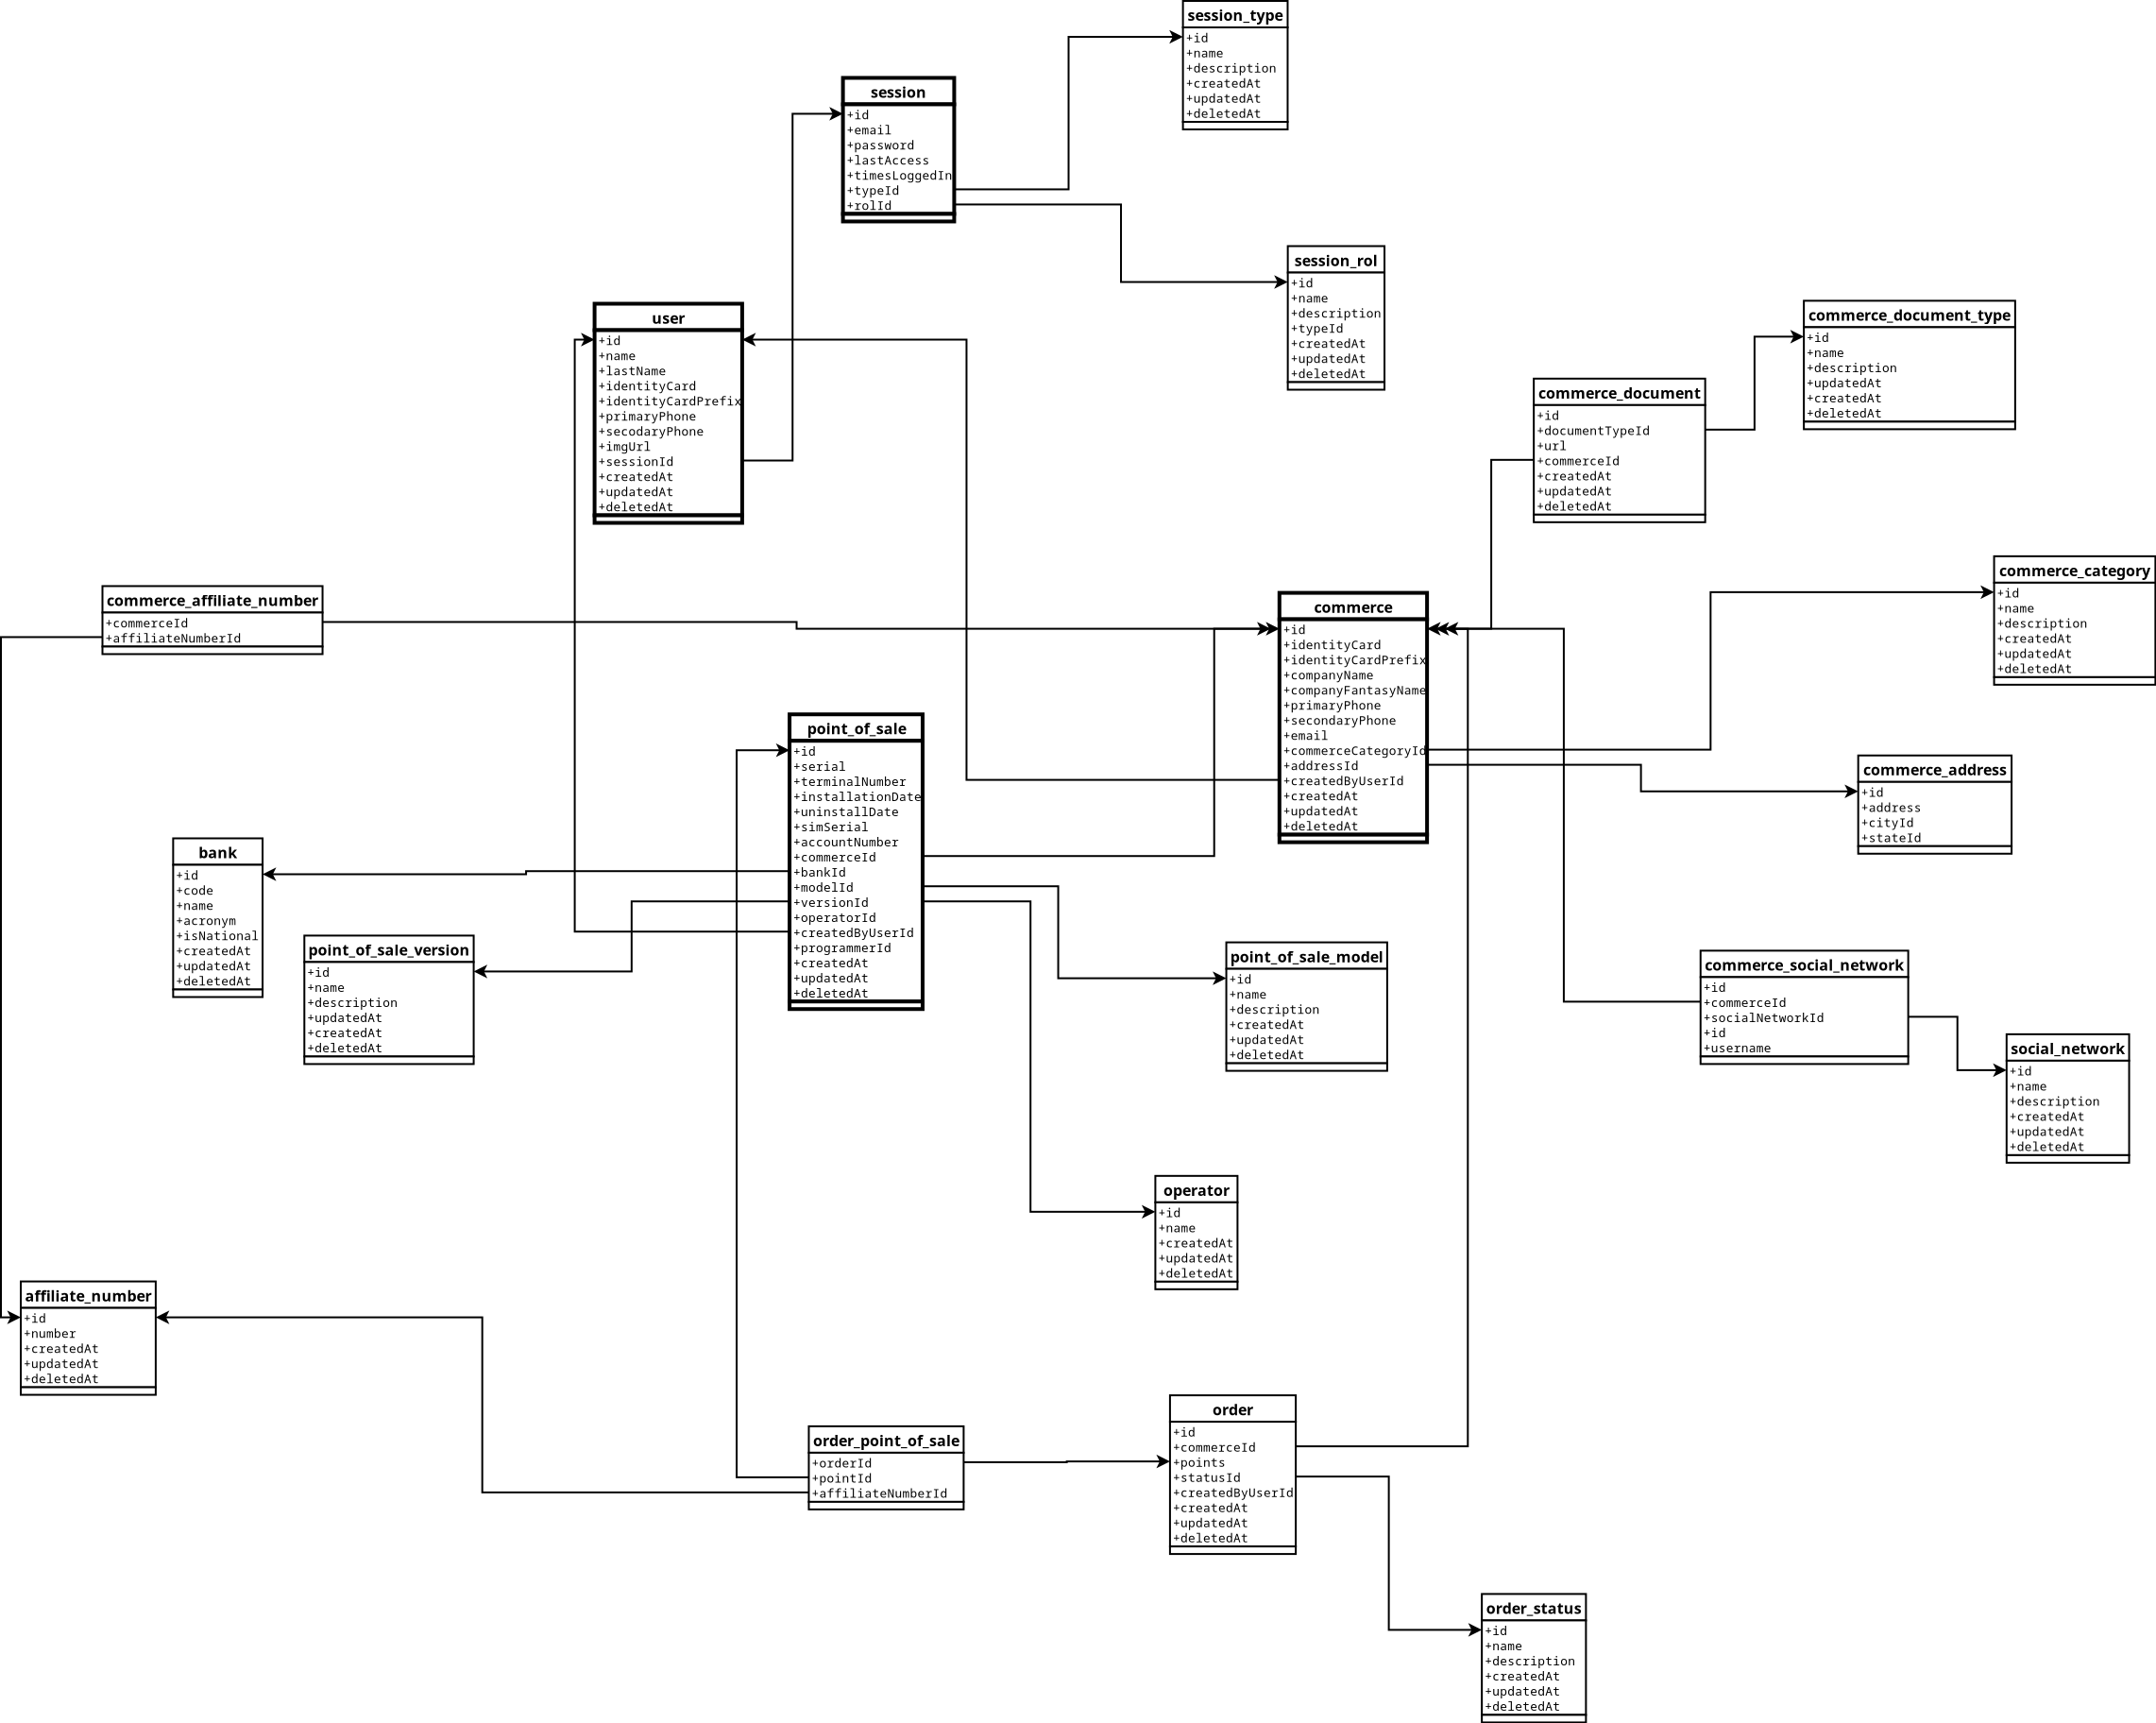 session_type
+id
+name
+description
+createdAt
+updatedAt
+deletedAt
session
+id
+email
+password
+lastAccess
+timesLoggedIn
+typeId
+rolId
session_rol
+id
+name
+description
+typeId
+createdAt
+updatedAt
+deletedAt
user
+id
+name
+lastName
+identityCard
+identityCardPrefix
+primaryPhone
+secodaryPhone
+imgUrl
+sessionId
+createdAt
+updatedAt
+deletedAt
commerce_document_type
+id
+name
+description
+updatedAt
+createdAt
+deletedAt
commerce_document
+id
+documentTypeId
+url
+commerceId
+createdAt
+updatedAt
+deletedAt
commerce_category
+id
+name
+description
+createdAt
+updatedAt
+deletedAt
commerce_affiliate_number
+commerceId
+affiliateNumberId
commerce
+id
+identityCard
+identityCardPrefix
+companyName
+companyFantasyName
+primaryPhone
+secondaryPhone
+email
+commerceCategoryId
+addressId
+createdByUserId
+createdAt
+updatedAt
+deletedAt
point_of_sale
+id
+serial
+terminalNumber
+installationDate
+uninstallDate
+simSerial
+accountNumber
+commerceId
+bankId
+modelId
+versionId
+operatorId
+createdByUserId
+programmerId
+createdAt
+updatedAt
+deletedAt
commerce_address
+id
+address
+cityId
+stateId
bank
+id
+code
+name
+acronym
+isNational
+createdAt
+updatedAt
+deletedAt
point_of_sale_version
+id
+name
+description
+updatedAt
+createdAt
+deletedAt
point_of_sale_model
+id
+name
+description
+createdAt
+updatedAt
+deletedAt
commerce_social_network
+id
+commerceId
+socialNetworkId
+id
+username
social_network
+id
+name
+description
+createdAt
+updatedAt
+deletedAt
operator
+id
+name
+createdAt
+updatedAt
+deletedAt
affiliate_number
+id
+number
+createdAt
+updatedAt
+deletedAt
order
+id
+commerceId
+points
+statusId
+createdByUserId
+createdAt
+updatedAt
+deletedAt
order_point_of_sale
+orderId
+pointId
+affiliateNumberId
order_status
+id
+name
+description
+createdAt
+updatedAt
+deletedAt